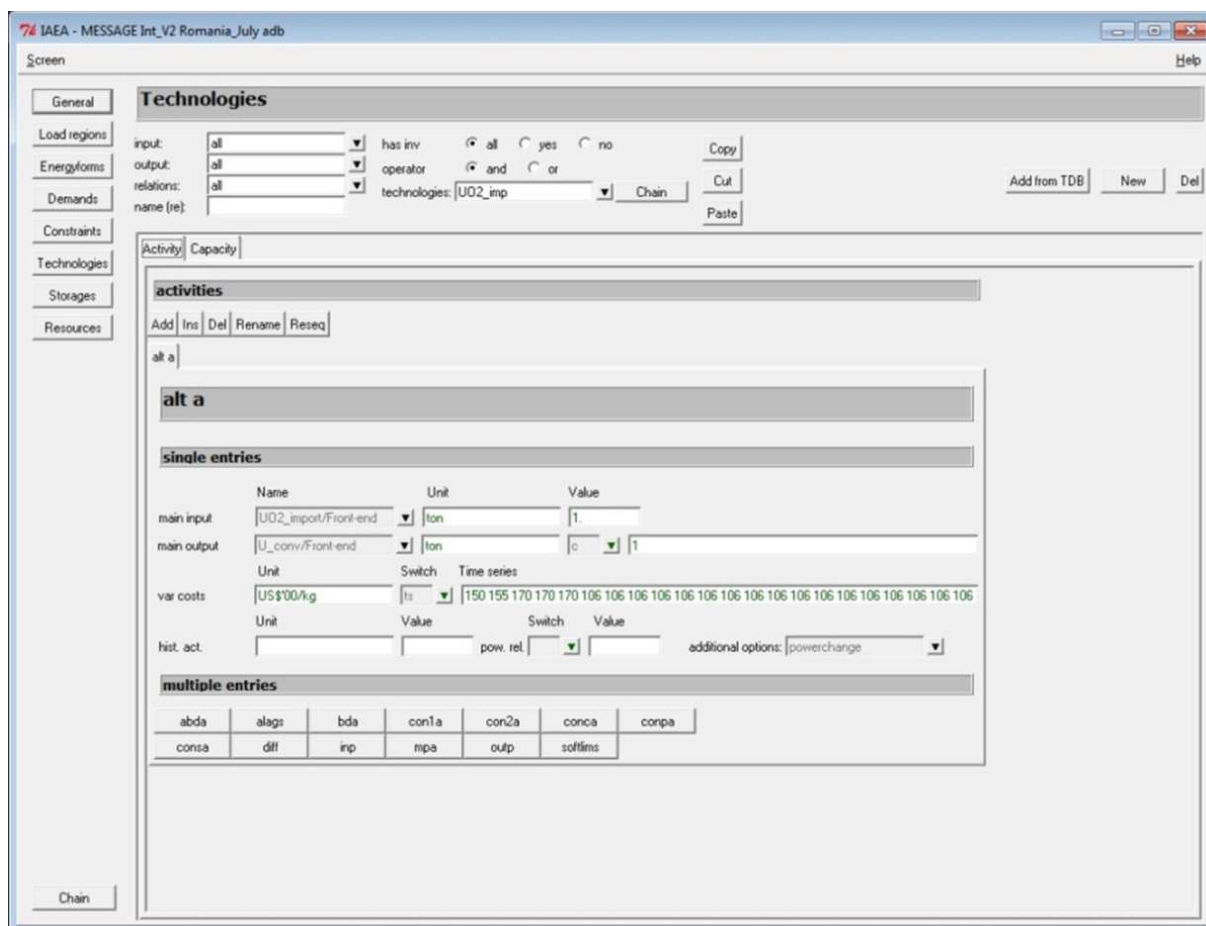 IAEA - MESSAGE Int_V2 Romania_July adb
Screen Help
General
Load regions
Energyforms
Demands
Constraints
Technologies
Storages
Resources
Chain
Technologies
input: all has inv all yes no
output: all operator and or
relations: all technologies: UO2_imp Chain
name (re):
Copy
Cut
Paste
Add from TDB New Del
Activity Capacity
activities
Add Ins Del Rename Reseq
alt a
alt a
single entries
Name Unit Value
main input UO2_import/Front-end ton 1.
main output U_conv/Front-end ton c 1
Unit Switch Time series
var costs US$'00/kg ts 150 155 170 170 170 106 106 106 106 106 106 106 106 106 106 106 106 106 106 106 106 106
Unit Value Switch Value
hist. act. pow. rel. additional options: powerchange
multiple entries
abda alags bda con1a con2a conca conpa
consa diff inp mpa outp softlims